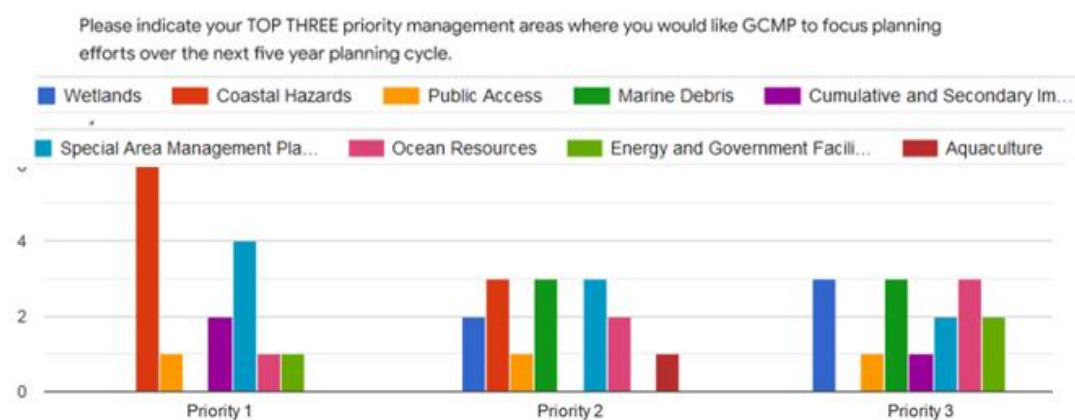 Please indicate your TOP THREE priority management areas where you would like GCMP to focus planning
efforts over the next five year planning cycle.
Wetlands Coastal Hazards Public Access Marine Debris Cumulative and Secondary Im...
Special Area Management Pla... Ocean Resources Energy and Government Facili... Aquaculture
4
2
0
Priority 1 Priority 2 Priority 3